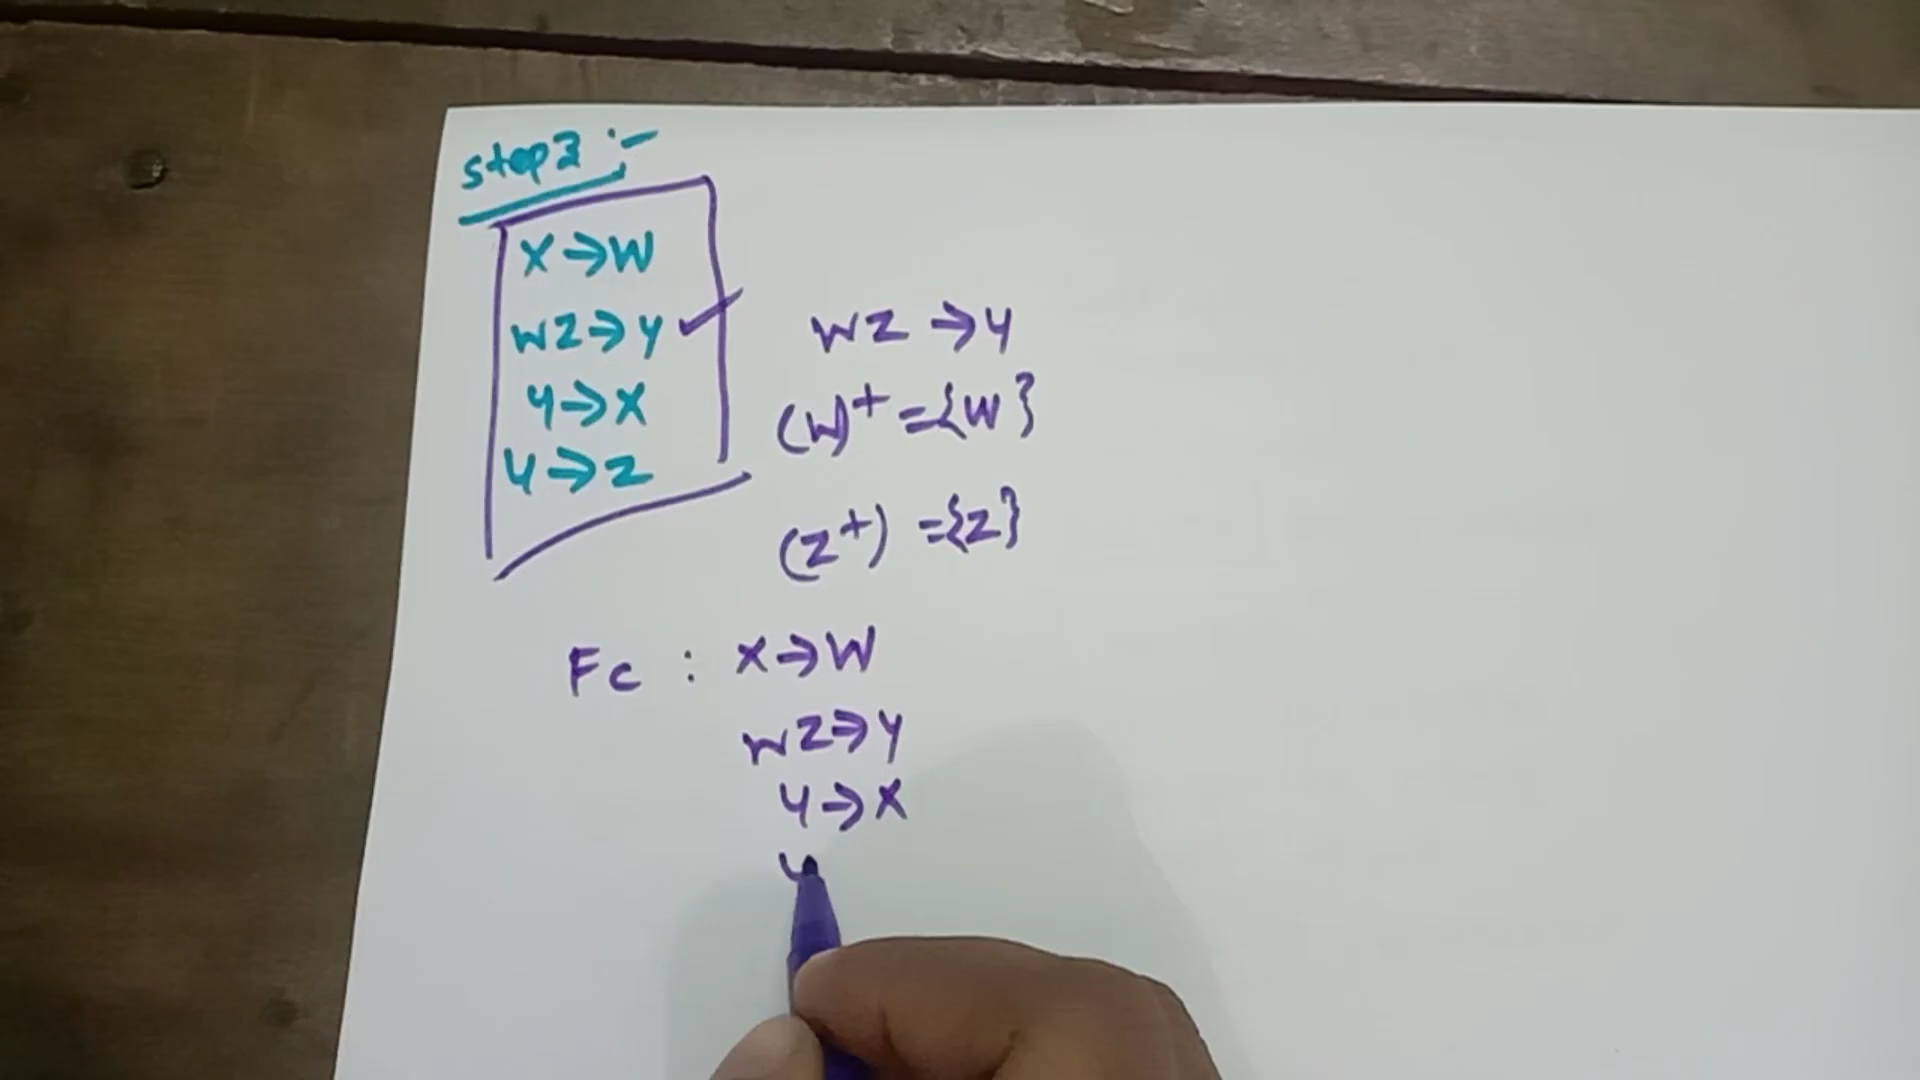 step3 :-
X→W
WZ→Y ✓
Y→X
Y→Z
WZ→Y
(W)+={W}
(Z+)={Z}
Fc : X→W
WZ→Y
Y→X
Y